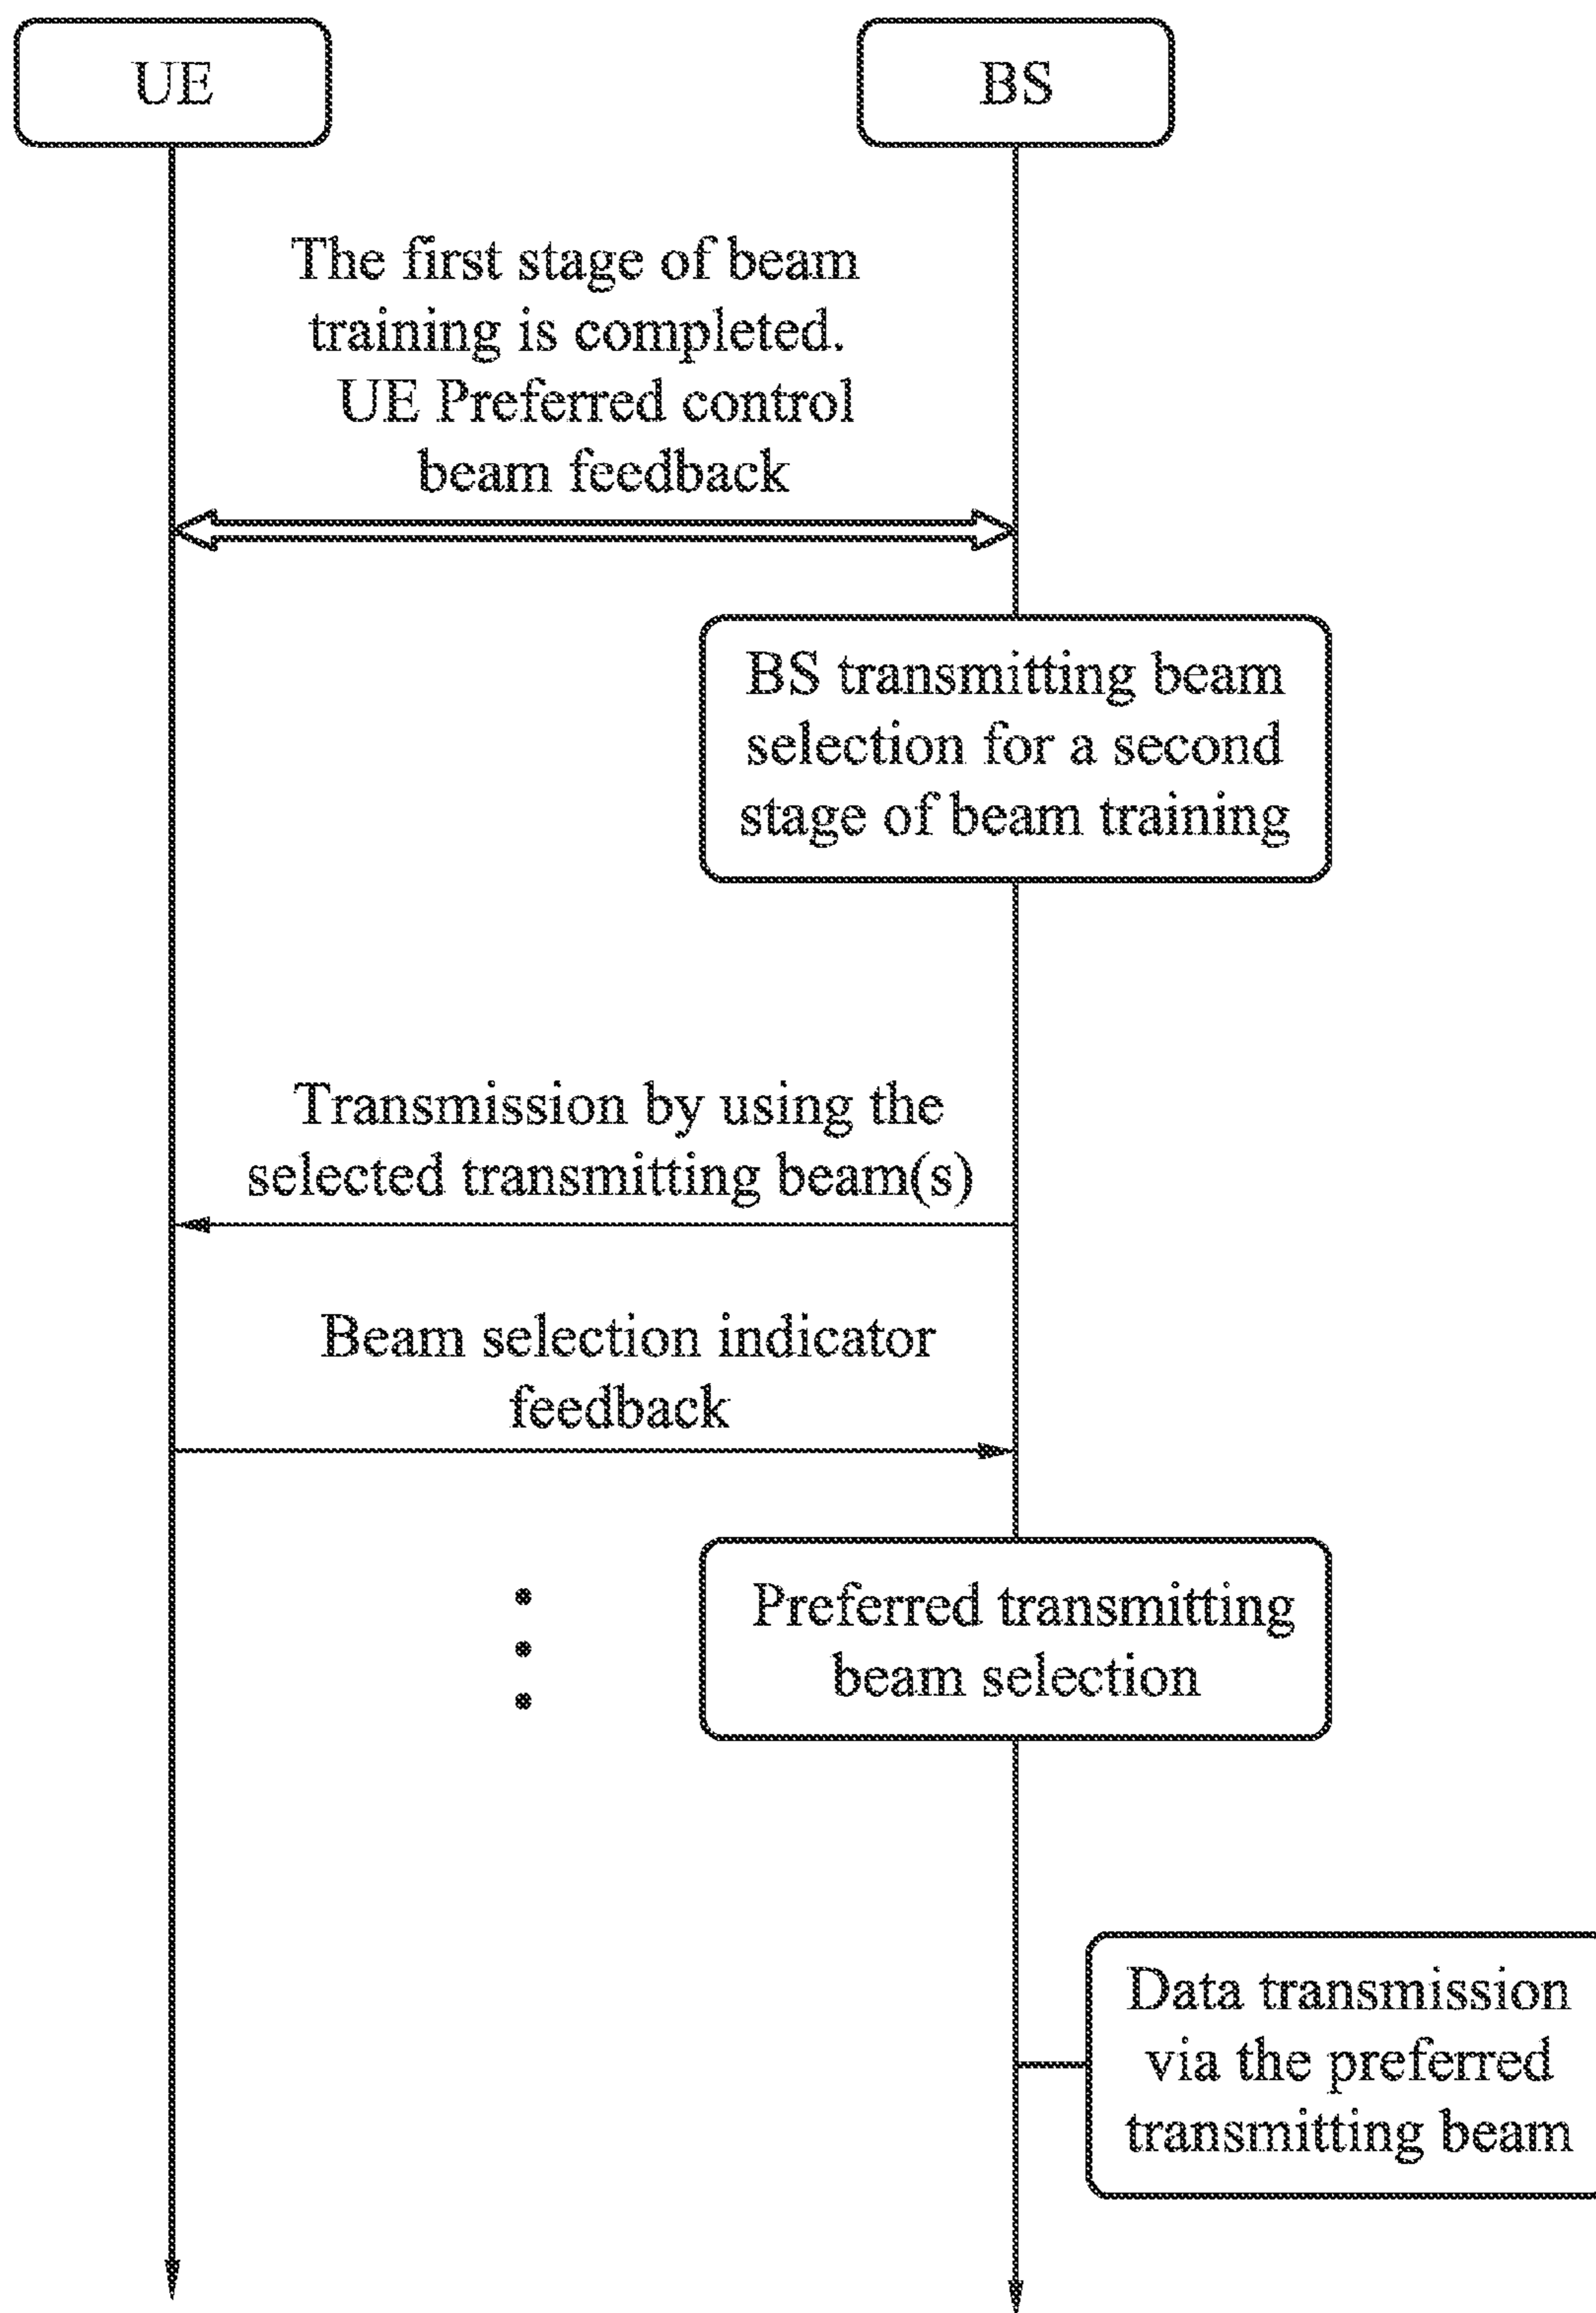 UE
BS
The first stage of beam
training is completed.
UE Preferred control
beam feedback
BS transmitting beam
selection for a second
stage of beam training
Transmission by using the
selected transmitting beam(s)
Beam selection indicator
feedback
Preferred transmitting
beam selection
Data transmission
via the preferred
transmitting beam